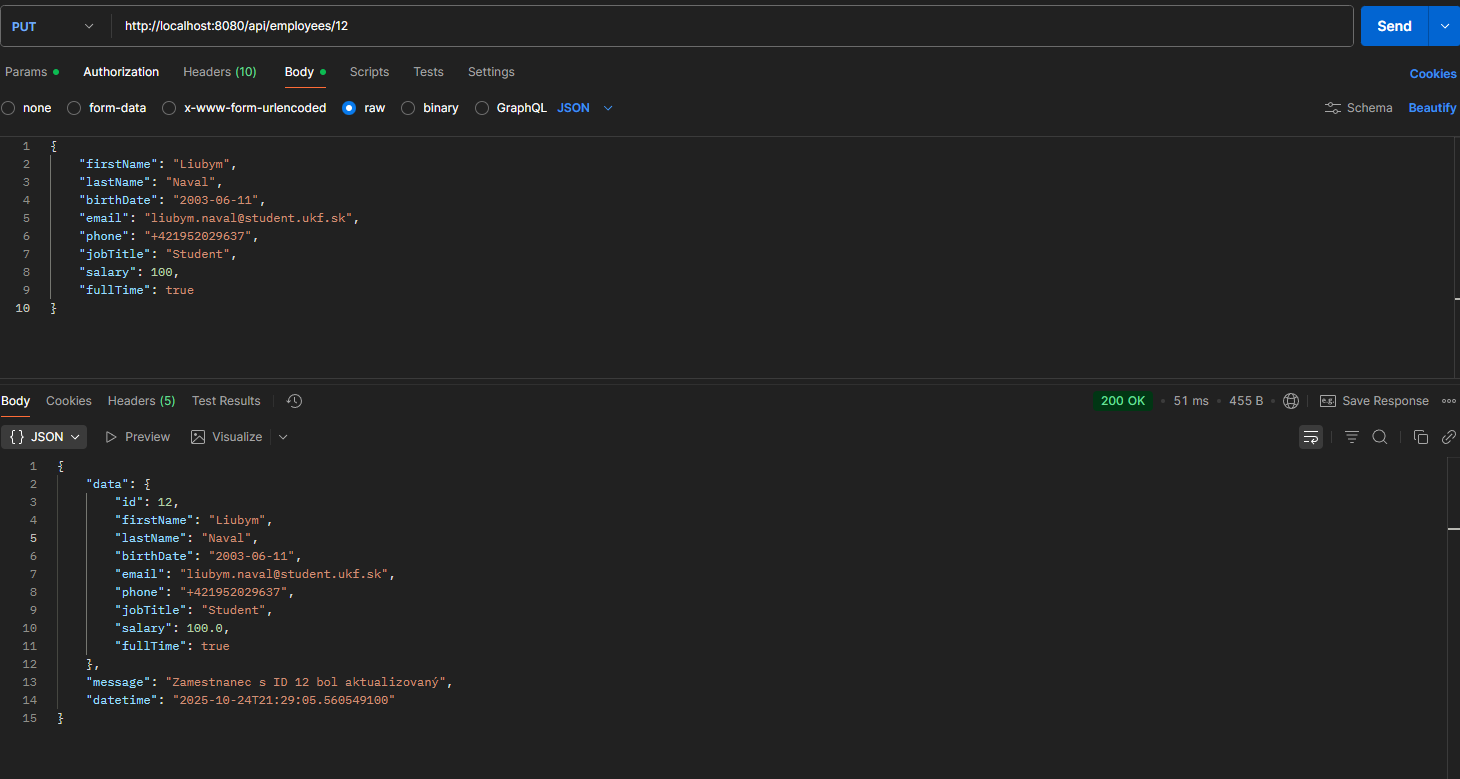 PUT http://localhost:8080/api/employees/12 Send
Params Authorization Headers (10) Body Scripts Tests Settings Cookies
none form-data x-www-form-urlencoded raw binary GraphQL JSON Schema Beautify
1 {
2 "firstName": "Liubym",
3 "lastName": "Naval",
4 "birthDate": "2003-06-11",
5 "email": "liubym.naval@student.ukf.sk",
6 "phone": "+421952029637",
7 "jobTitle": "Student",
8 "salary": 100,
9 "fullTime": true
10 }
Body Cookies Headers (5) Test Results 200 OK • 51 ms • 455 B • e.g. Save Response
{} JSON Preview Visualize
1 {
2 "data": {
3 "id": 12,
4 "firstName": "Liubym",
5 "lastName": "Naval",
6 "birthDate": "2003-06-11",
7 "email": "liubym.naval@student.ukf.sk",
8 "phone": "+421952029637",
9 "jobTitle": "Student",
10 "salary": 100.0,
11 "fullTime": true
12 },
13 "message": "Zamestnanec s ID 12 bol aktualizovaný",
14 "datetime": "2025-10-24T21:29:05.560549100"
15 }